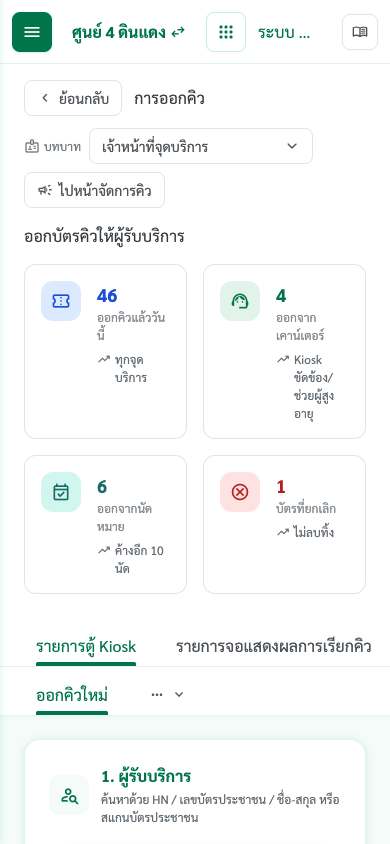 ศูนย์ 4 ดินแดง
ระบบ ...
ย้อนกลับ
การออกคิว
บทบาท
เจ้าหน้าที่จุดบริการ
ไปหน้าจัดการคิว
ออกบัตรคิวให้ผู้รับบริการ
46
ออกคิวแล้ววัน
นี้
ทุกจุด
บริการ
4
ออกจาก
เคาน์เตอร์
Kiosk
ขัดข้อง/
ช่วยผู้สูง
อายุ
6
ออกจากนัด
หมาย
ค้างอีก 10
นัด
1
บัตรที่ยกเลิก
ไม่ลบทิ้ง
รายการตู้ Kiosk
รายการจอแสดงผลการเรียกคิว
ออกคิวใหม่
...
1. ผู้รับบริการ
ค้นหาด้วย HN / เลขบัตรประชาชน / ชื่อ-สกุล หรือ
สแกนบัตรประชาชน